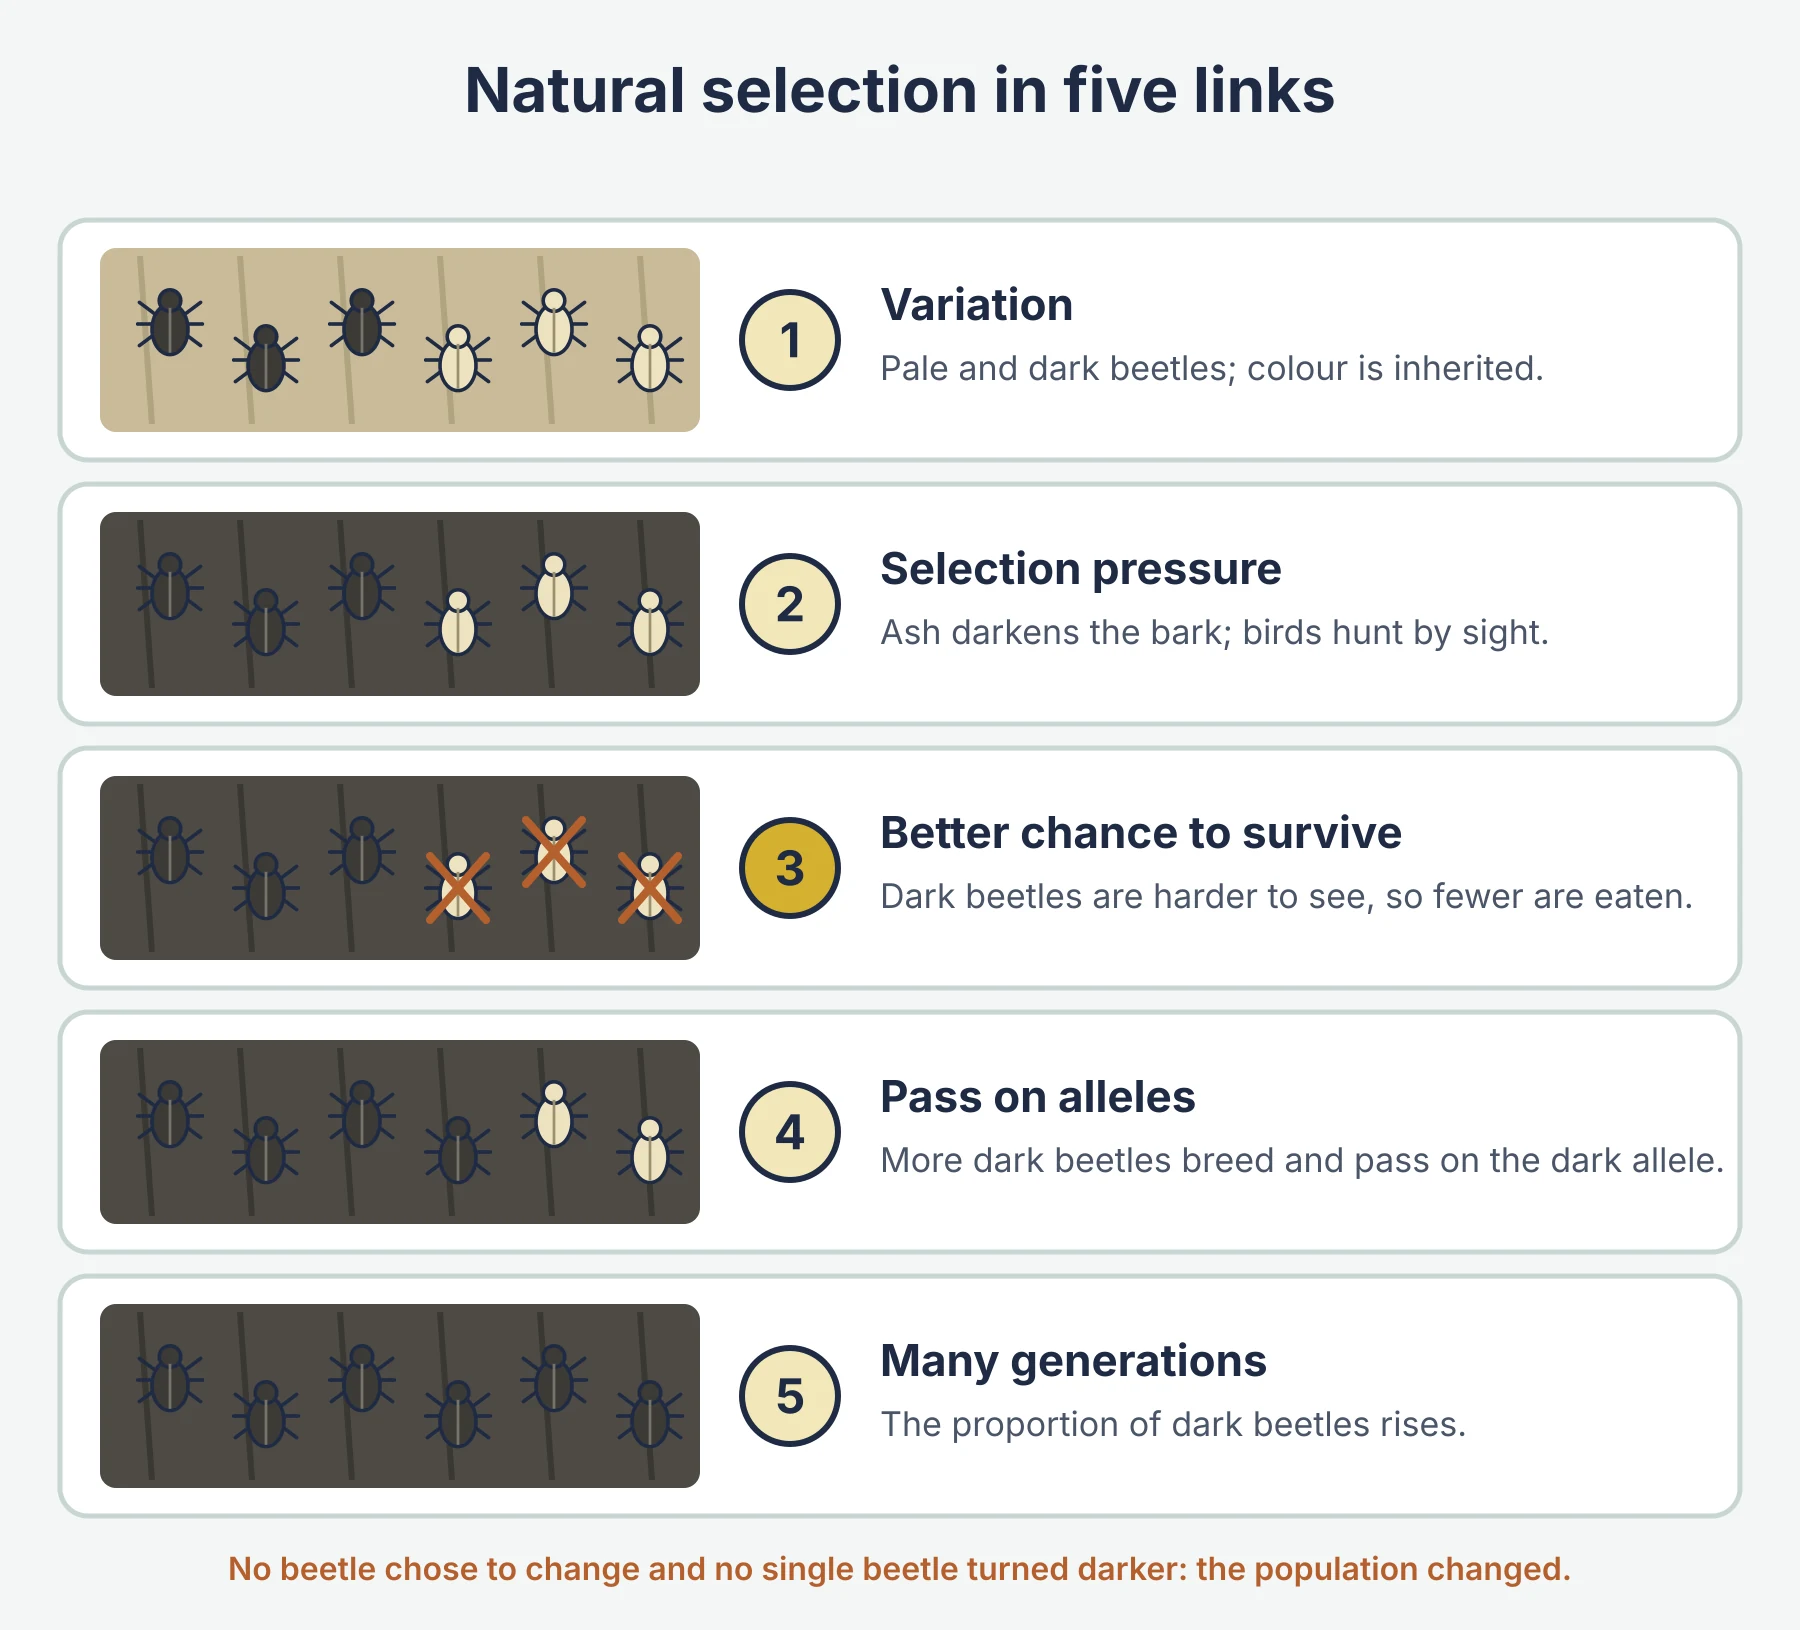 Natural selection in five links
1
Variation
Pale and dark beetles; colour is inherited.
2
Selection pressure
Ash darkens the bark; birds hunt by sight.
3
Better chance to survive
Dark beetles are harder to see, so fewer are eaten.
4
Pass on alleles
More dark beetles breed and pass on the dark allele.
5
Many generations
The proportion of dark beetles rises.
No beetle chose to change and no single beetle turned darker: the population changed.